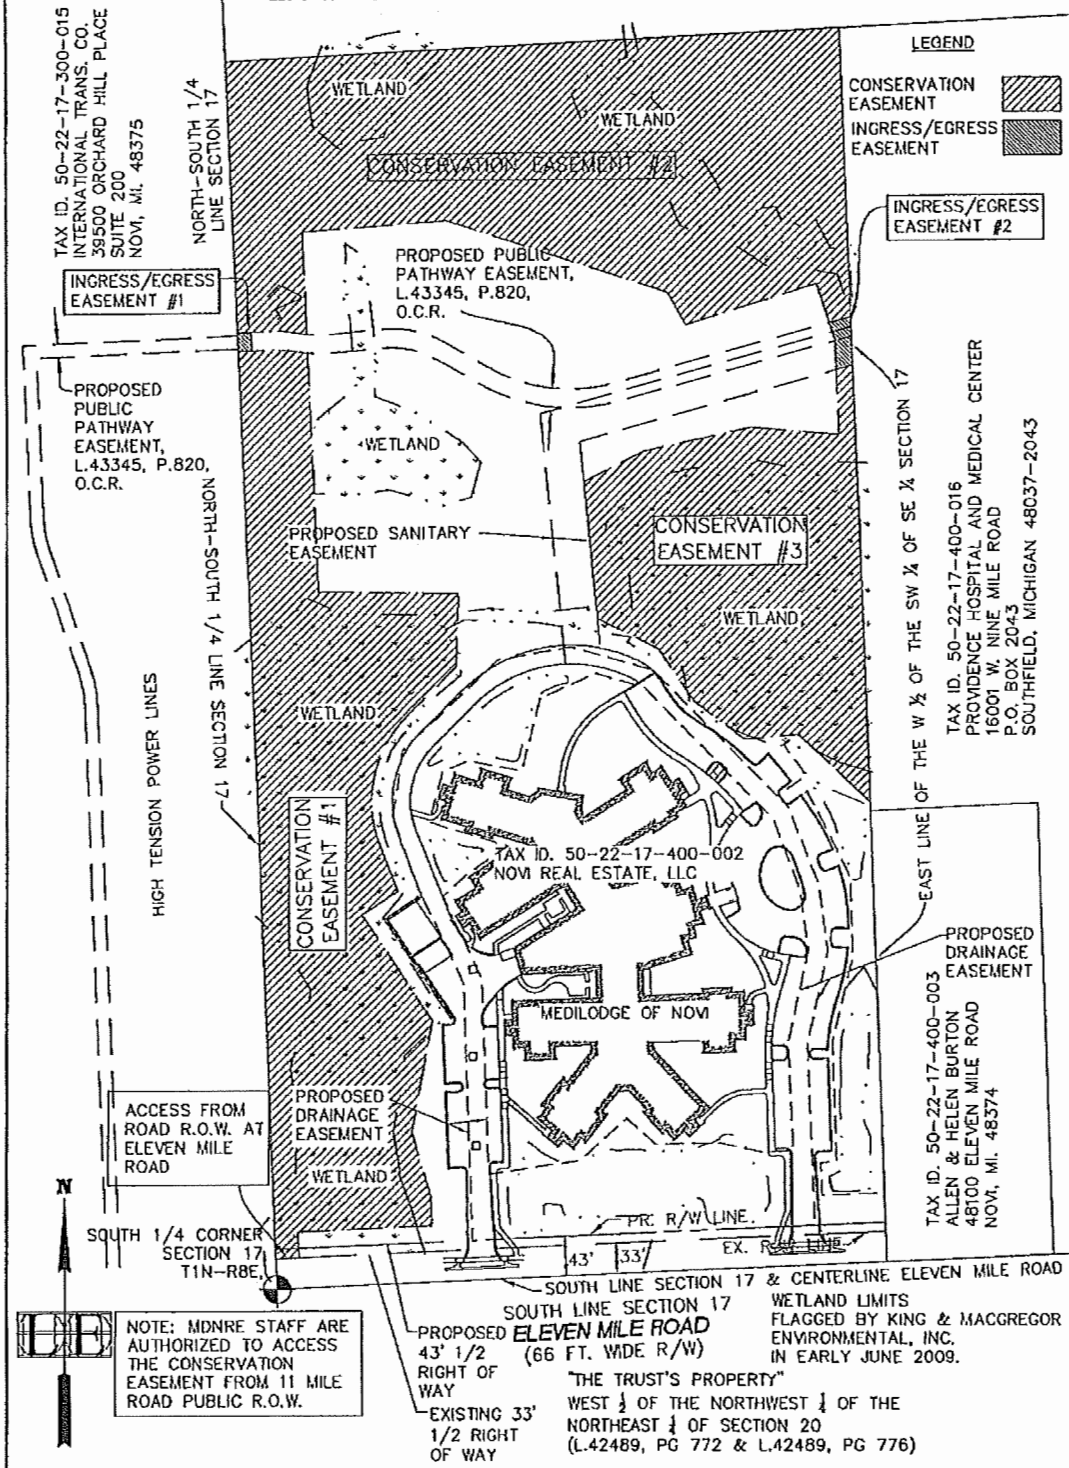 TAX ID. 50-22-17-300-015
INTERNATIONAL TRANS. CO.
39500 ORCHARD HILL PLACE
SUITE 200
NOVI, MI. 48375
NORTH-SOUTH 1/4
LINE SECTION 17
LEGEND
CONSERVATION
EASEMENT
INGRESS/EGRESS
EASEMENT
WETLAND
WETLAND
CONSERVATION EASEMENT #2
INGRESS/EGRESS
EASEMENT #2
INGRESS/EGRESS
EASEMENT #1
PROPOSED PUBLIC
PATHWAY EASEMENT,
L.43345, P.820,
O.C.R.
PROPOSED
PUBLIC
PATHWAY
EASEMENT,
L.43345, P.820,
O.C.R.
WETLAND
PROPOSED SANITARY
EASEMENT
CONSERVATION
EASEMENT #3
WETLAND
NORTH-SOUTH 1/4 LINE SECTION 17
HIGH TENSION POWER LINES
WETLAND
CONSERVATION
EASEMENT #1
EAST LINE OF THE W ½ OF THE SW ¼ OF SE ¼ SECTION 17
TAX ID. 50-22-17-400-016
PROVIDENCE HOSPITAL AND MEDICAL CENTER
16001 W. NINE MILE ROAD
P.O. BOX 2043
SOUTHFIELD, MICHIGAN 48037-2043
TAX ID. 50-22-17-400-002
NOVI REAL ESTATE, LLC
MEDILODGE OF NOVI
PROPOSED
DRAINAGE
EASEMENT
TAX ID. 50-22-17-400-003
ALLEN & HELEN BURTON
48100 ELEVEN MILE ROAD
NOVI, MI. 48374
ACCESS FROM
ROAD R.O.W. AT
ELEVEN MILE
ROAD
PROPOSED
DRAINAGE
EASEMENT
WETLAND
N
SOUTH 1/4 CORNER
SECTION 17
T1N-R8E,
PR. R/W LINE.
EX. R/W LINE
43' 33'
SOUTH LINE SECTION 17 & CENTERLINE ELEVEN MILE ROAD
SOUTH LINE SECTION 17
ELEVEN MILE ROAD
(66 FT. WIDE R/W)
WETLAND LIMITS
FLAGGED BY KING & MACGREGOR
ENVIRONMENTAL, INC.
IN EARLY JUNE 2009.
NOTE: MDNRE STAFF ARE
AUTHORIZED TO ACCESS
THE CONSERVATION
EASEMENT FROM 11 MILE
ROAD PUBLIC R.O.W.
PROPOSED
43' 1/2
RIGHT OF
WAY
EXISTING 33'
1/2 RIGHT
OF WAY
"THE TRUST'S PROPERTY"
WEST ½ OF THE NORTHWEST ¼ OF THE
NORTHEAST ¼ OF SECTION 20
(L.42489, PG 772 & L.42489, PG 776)